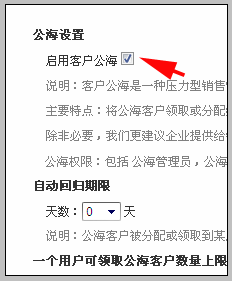 公海设置
启用客户公海
说明：客户公海是一种压力型销售
主要特点：将公海客户领取或分配
除非必要，我们更建议企业提供给
公海权限：包括 公海管理员，公海
自动回归期限
天数：0 天
说明：公海客户被分配或领取到某
一个用户可领取公海客户数量上限